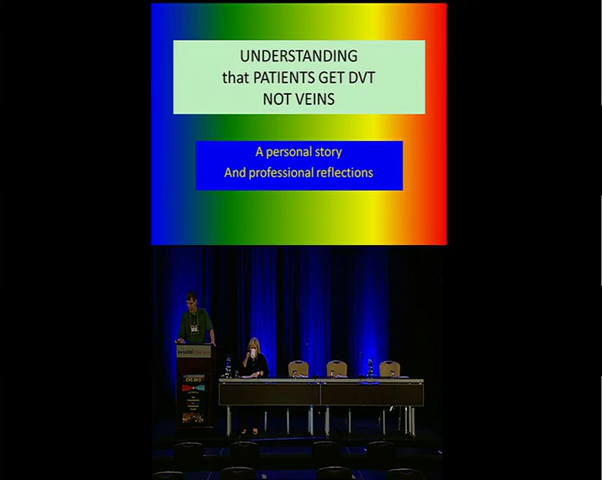 UNDERSTANDING
that PATIENTS GET DVT
NOT VEINS
A personal story
And professional reflections